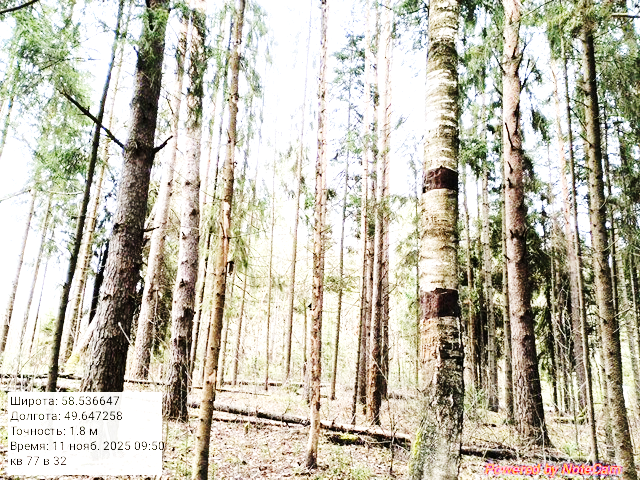 Широта: 58.536647
Долгота: 49.647258
Точность: 1.8 м
Время: 11 нояб. 2025 09:50
кв 77 в 32
Powered by NoteCam